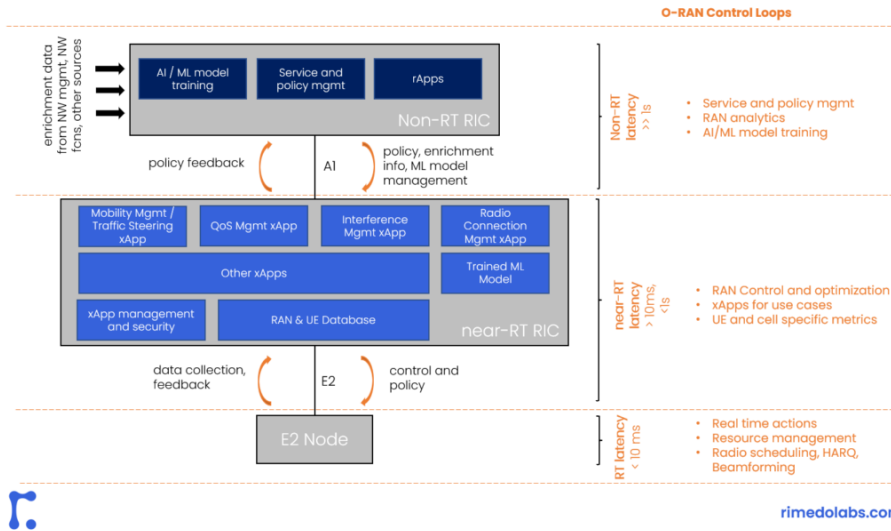 O-RAN Control Loops
enrichment data
from NW mgmt, NW
fcns, other sources
AI / ML model
training
Service and
policy mgmt
rApps
Non-RT RIC
Non-RT
latency
>> 1s
• Service and policy mgmt
• RAN analytics
• AI/ML model training
policy feedback
A1
policy, enrichment
info, ML model
management
Mobility Mgmt /
Traffic Steering
xApp
QoS Mgmt xApp
Interference
Mgmt xApp
Radio
Connection
Mgmt xApp
Other xApps
Trained ML
Model
xApp management
and security
RAN & UE Database
near-RT RIC
near-RT
latency
> 10ms,
<1s
• RAN Control and optimization
• xApps for use cases
• UE and cell specific metrics
data collection,
feedback
E2
control and
policy
E2 Node
RT latency
< 10 ms
• Real time actions
• Resource management
• Radio scheduling, HARQ,
Beamforming
rimedolabs.com